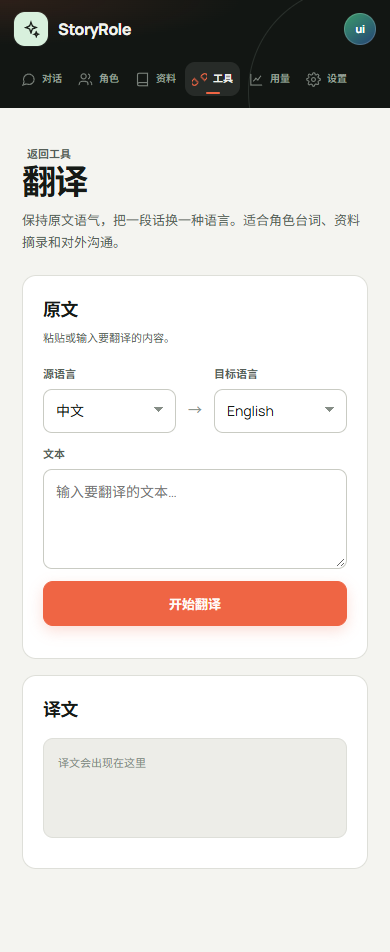 StoryRole
ui
对话
角色
资料
工具
用量
设置
返回工具
翻译
保持原文语气，把一段话换一种语言。适合角色台词、资料
摘录和对外沟通。
原文
粘贴或输入要翻译的内容。
源语言
目标语言
中文
→
English
文本
输入要翻译的文本...
开始翻译
译文
译文会出现在这里